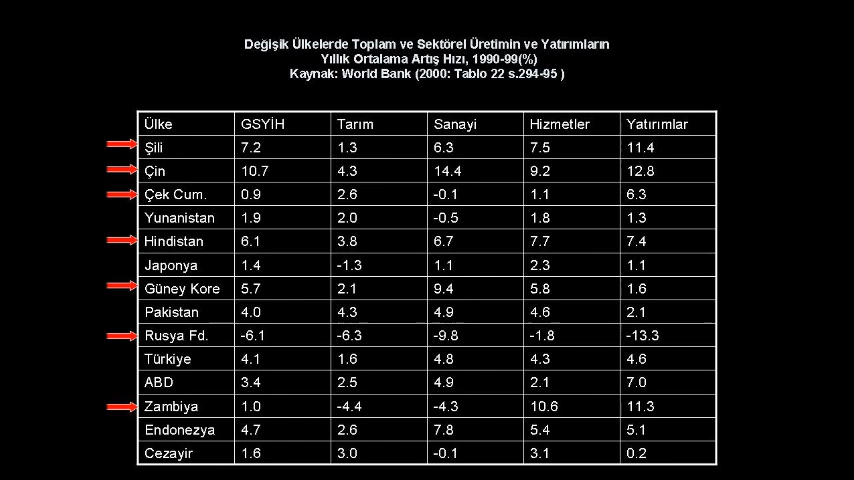 Değişik Ülkelerde Toplam ve Sektörel Üretimin ve Yatırımların
Yıllık Ortalama Artış Hızı, 1990-99(%)
Kaynak: World Bank (2000: Tablo 22 s.294-95 )
Ülke GSYİH Tarım Sanayi Hizmetler Yatırımlar
Şili 7.2 1.3 6.3 7.5 11.4
Çin 10.7 4.3 14.4 9.2 12.8
Çek Cum. 0.9 2.6 -0.1 1.1 6.3
Yunanistan 1.9 2.0 -0.5 1.8 1.3
Hindistan 6.1 3.8 6.7 7.7 7.4
Japonya 1.4 -1.3 1.1 2.3 1.1
Güney Kore 5.7 2.1 9.4 5.8 1.6
Pakistan 4.0 4.3 4.9 4.6 2.1
Rusya Fd. -6.1 -6.3 -9.8 -1.8 -13.3
Türkiye 4.1 1.6 4.8 4.3 4.6
ABD 3.4 2.5 4.9 2.1 7.0
Zambiya 1.0 -4.4 -4.3 10.6 11.3
Endonezya 4.7 2.6 7.8 5.4 5.1
Cezayir 1.6 3.0 -0.1 3.1 0.2